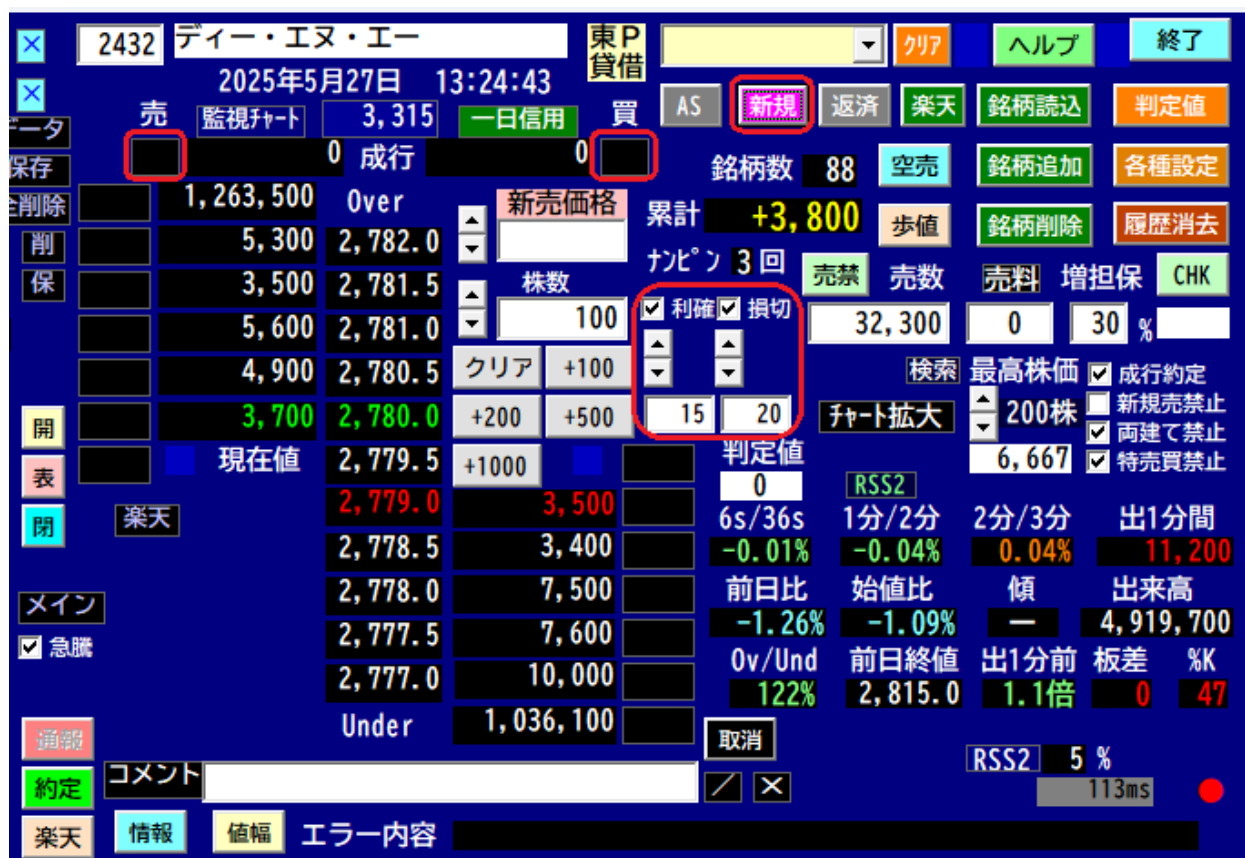 × 2432 ディー・エヌ・エー 東P 貸借 クリア ヘルプ 終了
2025年5月27日 13:24:43
× 売 監視チャート 3,315 一日信用 買 AS 新規 返済 楽天 銘柄読込 判定値
ータ
保存 0 成行 0 銘柄数 88 空売 銘柄追加 各種設定
全削除 1,263,500 Over 新売価格 累計 +3,800 歩値 銘柄削除 履歴消去
削 5,300 2,782.0
ナンピン 3回 売禁 売数 売料 増担保 CHK
保 3,500 2,781.5 株数
100 利確 損切 32,300 0 30 %
5,600 2,781.0
4,900 2,780.5 クリア +100 検索 最高株価 成行約定
開 3,700 2,780.0 +200 +500 15 20 チャート拡大 200株 新規売禁止
両建て禁止
表 現在値 2,779.5 +1000 判定値 6,667 特売買禁止
0 RSS2
閉 楽天 2,779.0 3,500 6s/36s 1分/2分 2分/3分 出1分間
2,778.5 3,400 -0.01% -0.04% 0.04% 11,200
メイン 2,778.0 7,500 前日比 始値比 傾 出来高
急騰 2,777.5 7,600 -1.26% -1.09% ー 4,919,700
2,777.0 10,000 Ov/Und 前日終値 出1分前 板差 %K
122% 2,815.0 1.1倍 0 47
通報 Under 1,036,100 取消
RSS2 5 %
約定 コメント / × 113ms
楽天 情報 値幅 エラー内容